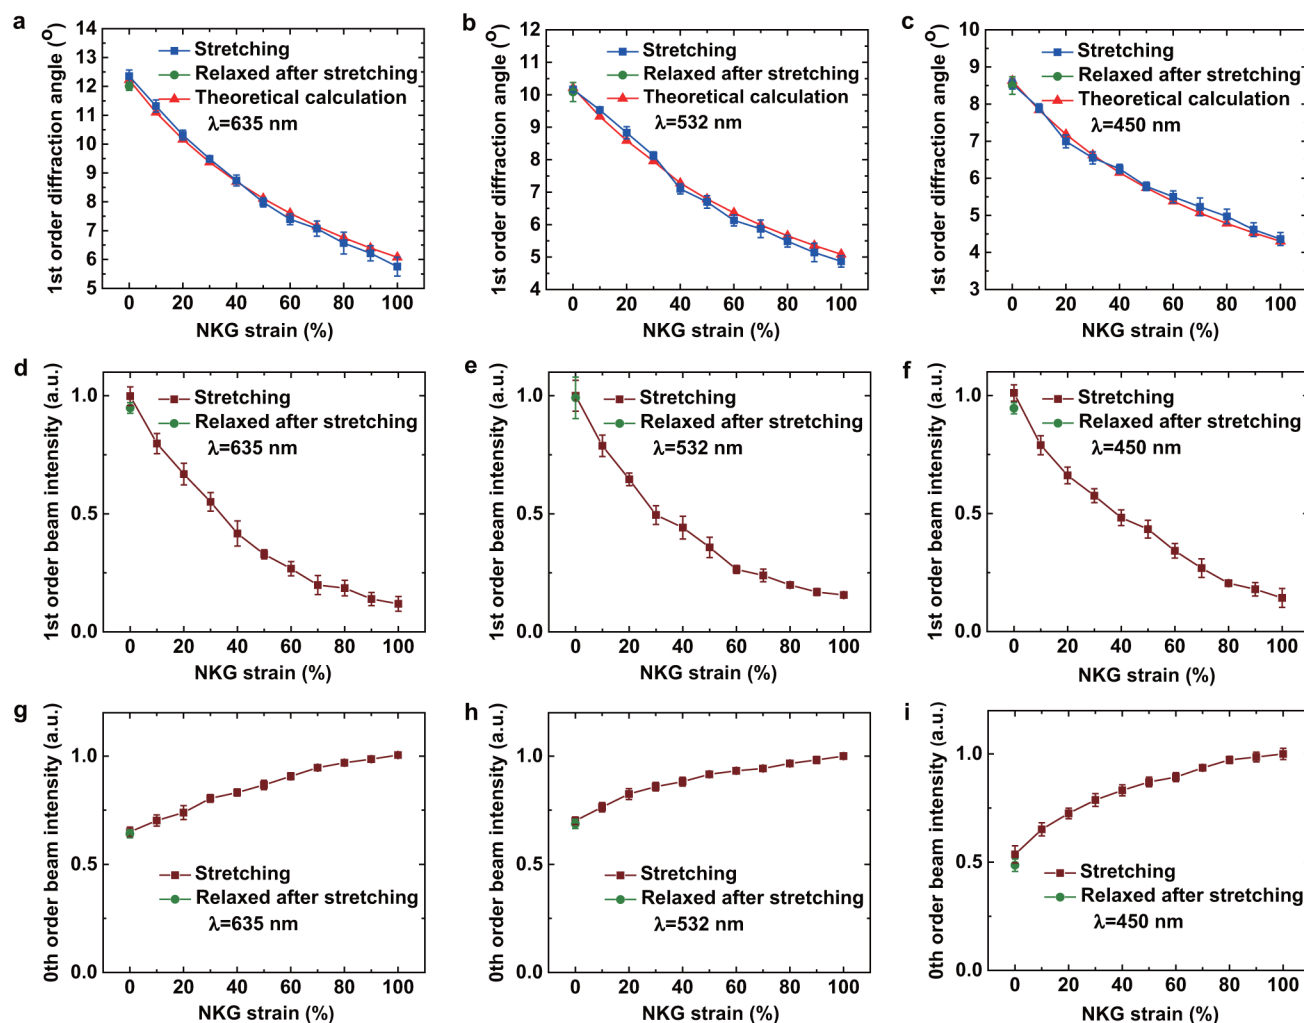 a
1st order diffraction angle (°)
14
13
12
11
10
9
8
7
6
5
Stretching
Relaxed after stretching
Theoretical calculation
λ=635 nm
0 20 40 60 80 100
NKG strain (%)
b
1st order diffraction angle (°)
12
11
10
9
8
7
6
5
4
Stretching
Relaxed after stretching
Theoretical calculation
λ=532 nm
0 20 40 60 80 100
NKG strain (%)
c
1st order diffraction angle (°)
10
9
8
7
6
5
4
3
Stretching
Relaxed after stretching
Theoretical calculation
λ=450 nm
0 20 40 60 80 100
NKG strain (%)
d
1st order beam intensity (a.u.)
1.0
0.5
0.0
Stretching
Relaxed after stretching
λ=635 nm
0 20 40 60 80 100
NKG strain (%)
e
1st order beam intensity (a.u.)
1.0
0.5
0.0
Stretching
Relaxed after stretching
λ=532 nm
0 20 40 60 80 100
NKG strain (%)
f
1st order beam intensity (a.u.)
1.0
0.5
0.0
Stretching
Relaxed after stretching
λ=450 nm
0 20 40 60 80 100
NKG strain (%)
g
0th order beam intensity (a.u.)
1.0
0.5
0.0
Stretching
Relaxed after stretching
λ=635 nm
0 20 40 60 80 100
NKG strain (%)
h
0th order beam intensity (a.u.)
1.0
0.5
0.0
Stretching
Relaxed after stretching
λ=532 nm
0 20 40 60 80 100
NKG strain (%)
i
0th order beam intensity (a.u.)
1.0
0.5
0.0
Stretching
Relaxed after stretching
λ=450 nm
0 20 40 60 80 100
NKG strain (%)